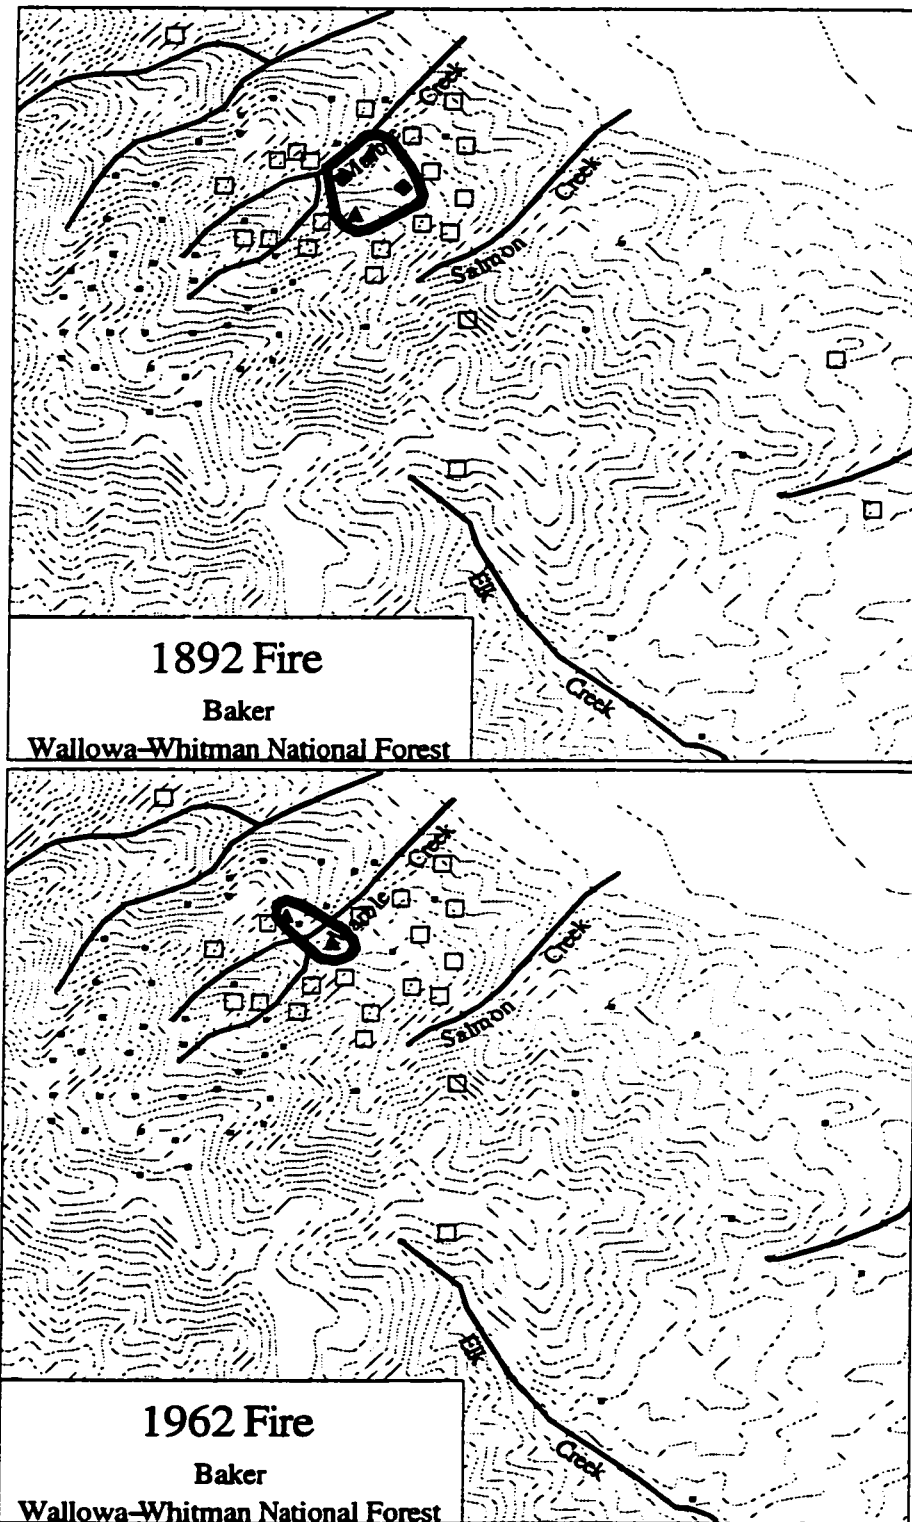 Creek
Marble
Creek
Salmon
Elk
Creek
1892 Fire
Baker
Wallowa-Whitman National Forest
Creek
Creek
Salmon
Elk
Creek
1962 Fire
Baker
Wallowa-Whitman National Forest